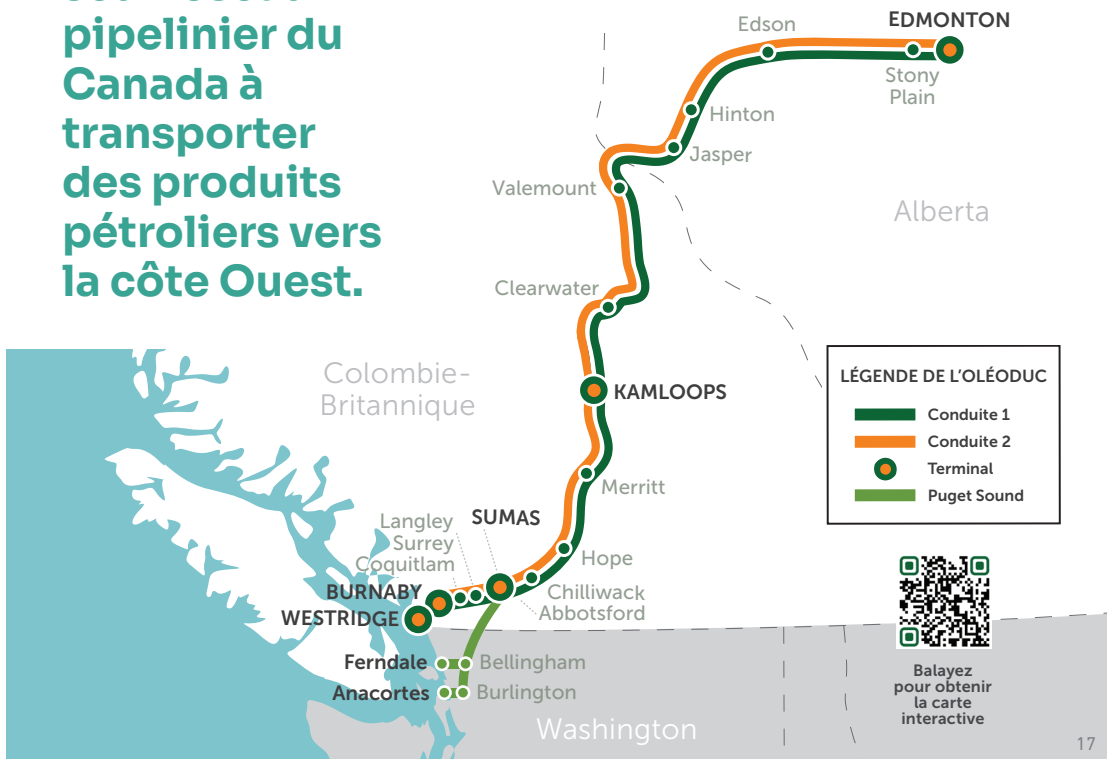 pipelinier du
Canada à
transporter
des produits
pétroliers vers
la côte Ouest.
EDMONTON
Edson
Stony
Plain
Hinton
Jasper
Valemount
Alberta
Clearwater
Colombie-
Britannique
KAMLOOPS
LÉGENDE DE L'OLÉODUC
Conduite 1
Conduite 2
Terminal
Puget Sound
Merritt
SUMAS
Langley
Surrey
Coquitlam
Hope
Chilliwack
Abbotsford
BURNABY
WESTRIDGE
Ferndale
Bellingham
Anacortes
Burlington
Washington
Balayez
pour obtenir
la carte
interactive
17